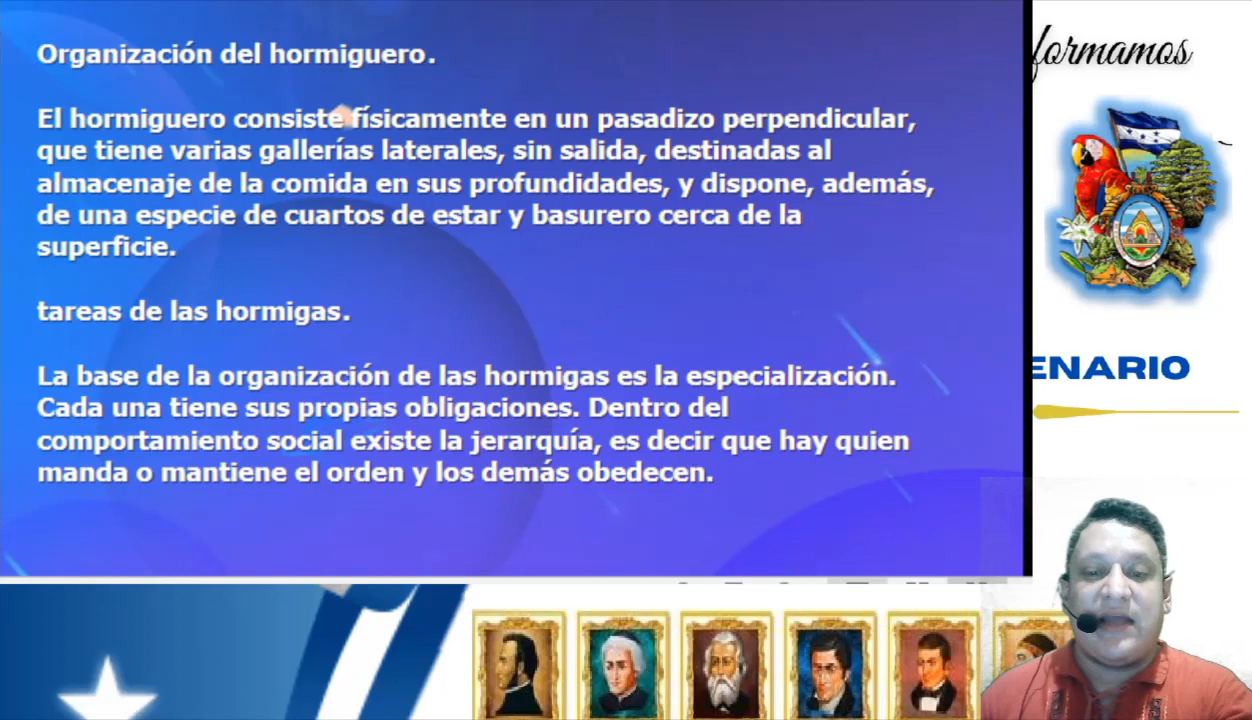 Organización del hormiguero.
El hormiguero consiste físicamente en un pasadizo perpendicular,
que tiene varias gallerías laterales, sin salida, destinadas al
almacenaje de la comida en sus profundidades, y dispone, además,
de una especie de cuartos de estar y basurero cerca de la
superficie.
tareas de las hormigas.
La base de la organización de las hormigas es la especialización.
Cada una tiene sus propias obligaciones. Dentro del
comportamiento social existe la jerarquía, es decir que hay quien
manda o mantiene el orden y los demás obedecen.
formamos
ENARIO